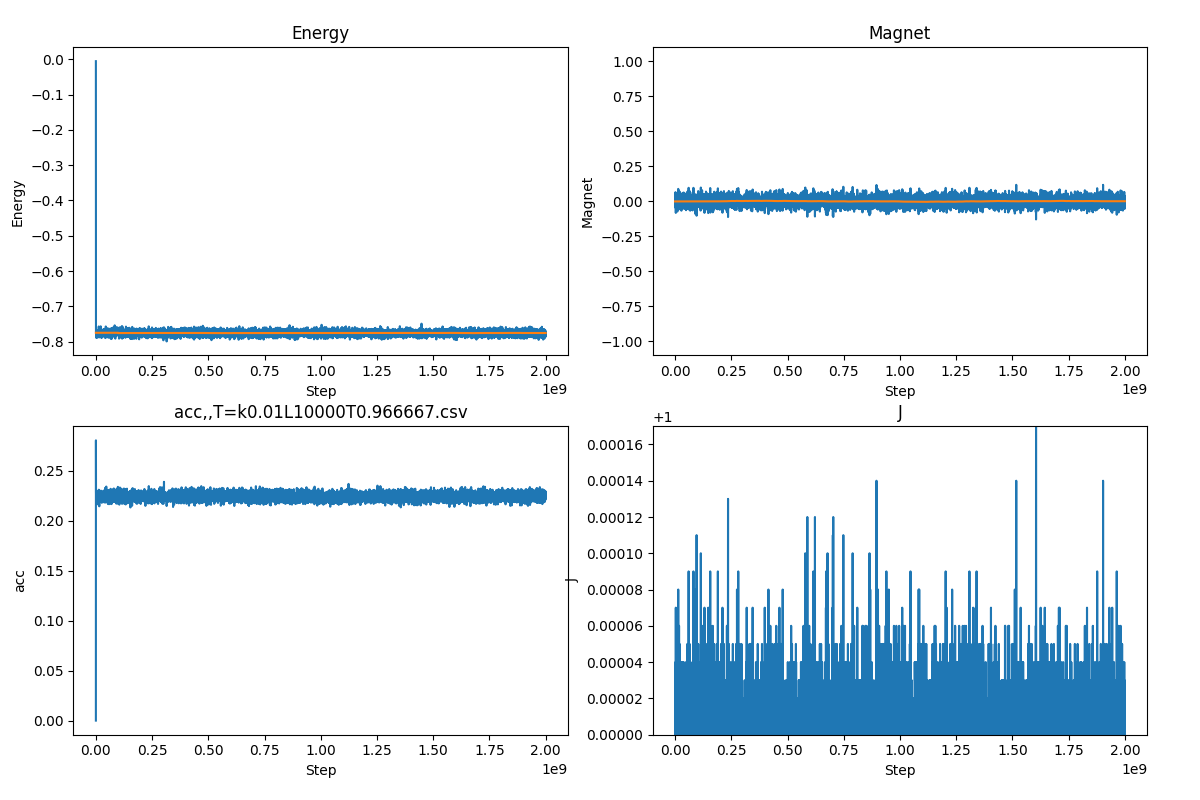 Energy
Energy
0.0
−0.1
−0.2
−0.3
−0.4
−0.5
−0.6
−0.7
−0.8
0.00 0.25 0.50 0.75 1.00 1.25 1.50 1.75 2.00
Step
1e9
Magnet
Magnet
1.00
0.75
0.50
0.25
0.00
−0.25
−0.50
−0.75
−1.00
0.00 0.25 0.50 0.75 1.00 1.25 1.50 1.75 2.00
Step
1e9
acc,,T=k0.01L10000T0.966667.csv
acc
0.25
0.20
0.15
0.10
0.05
0.00
0.00 0.25 0.50 0.75 1.00 1.25 1.50 1.75 2.00
Step
1e9
J
+1
J
0.00016
0.00014
0.00012
0.00010
0.00008
0.00006
0.00004
0.00002
0.00000
0.00 0.25 0.50 0.75 1.00 1.25 1.50 1.75 2.00
Step
1e9